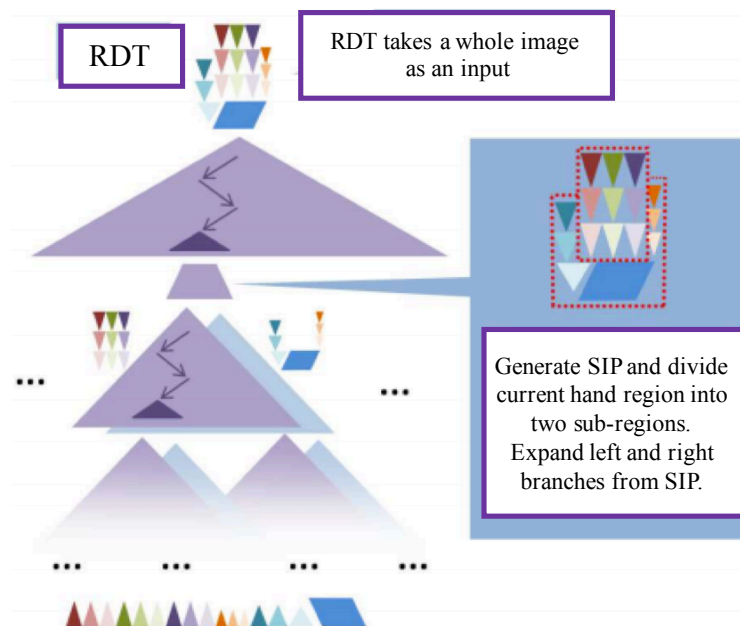 RDT
RDT takes a whole image
as an input
Generate SIP and divide
current hand region into
two sub-regions.
Expand left and right
branches from SIP.